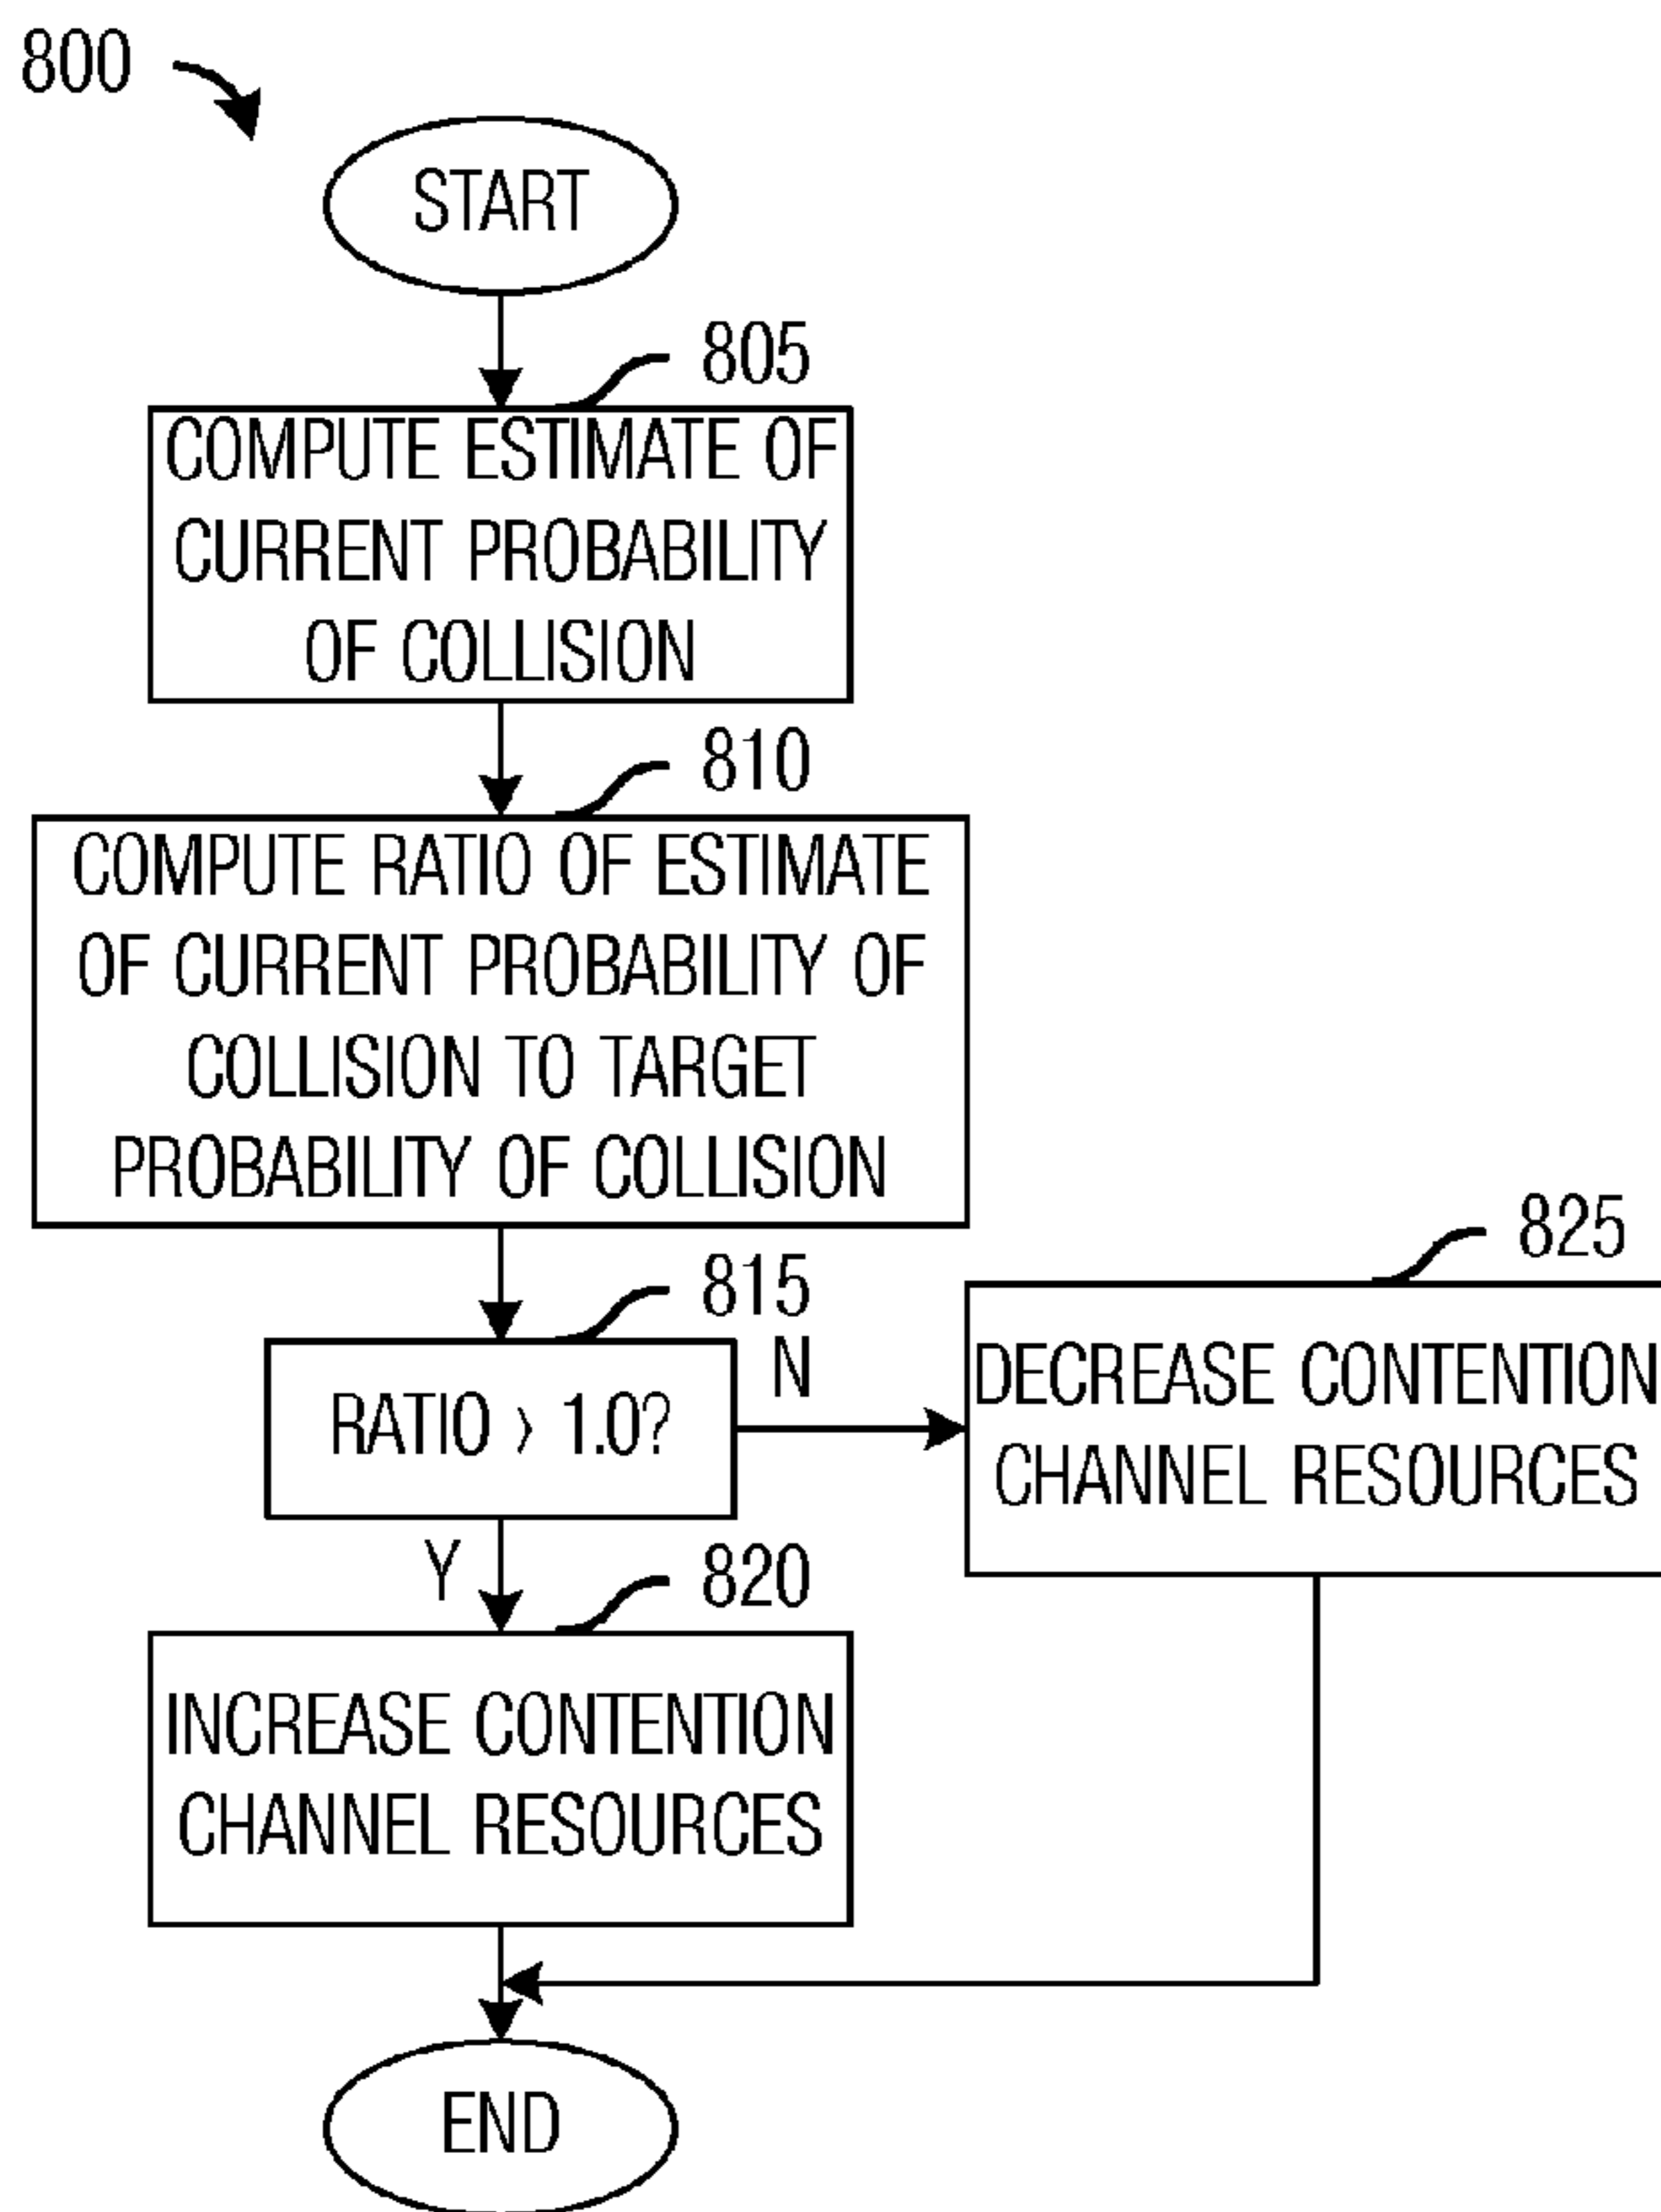 800
START
805
COMPUTE ESTIMATE OF
CURRENT PROBABILITY
OF COLLISION
810
COMPUTE RATIO OF ESTIMATE
OF CURRENT PROBABILITY OF
COLLISION TO TARGET
PROBABILITY OF COLLISION
815
RATIO > 1.0?
N
825
DECREASE CONTENTION
CHANNEL RESOURCES
Y
820
INCREASE CONTENTION
CHANNEL RESOURCES
END